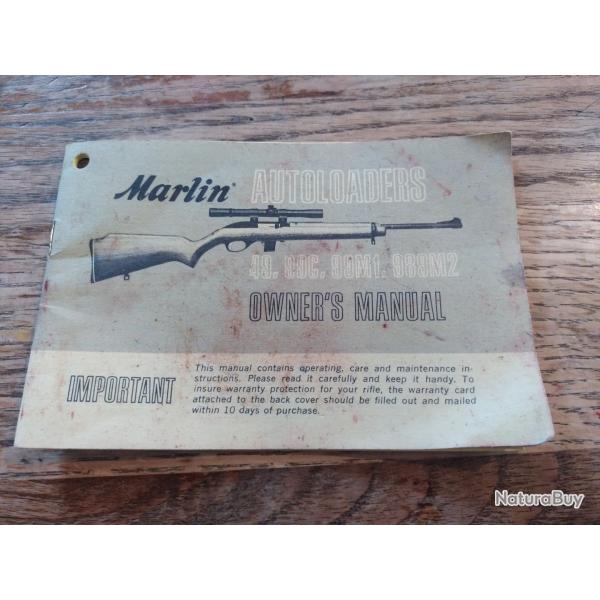 Marlin® AUTOLOADERS
49. 99C. 99M1. 989M2
OWNER'S MANUAL
IMPORTANT
This manual contains operating, care and maintenance in-
structions. Please read it carefully and keep it handy. To
insure warranty protection for your rifle, the warranty card
attached to the back cover should be filled out and mailed
within 10 days of purchase.
NaturaBuy